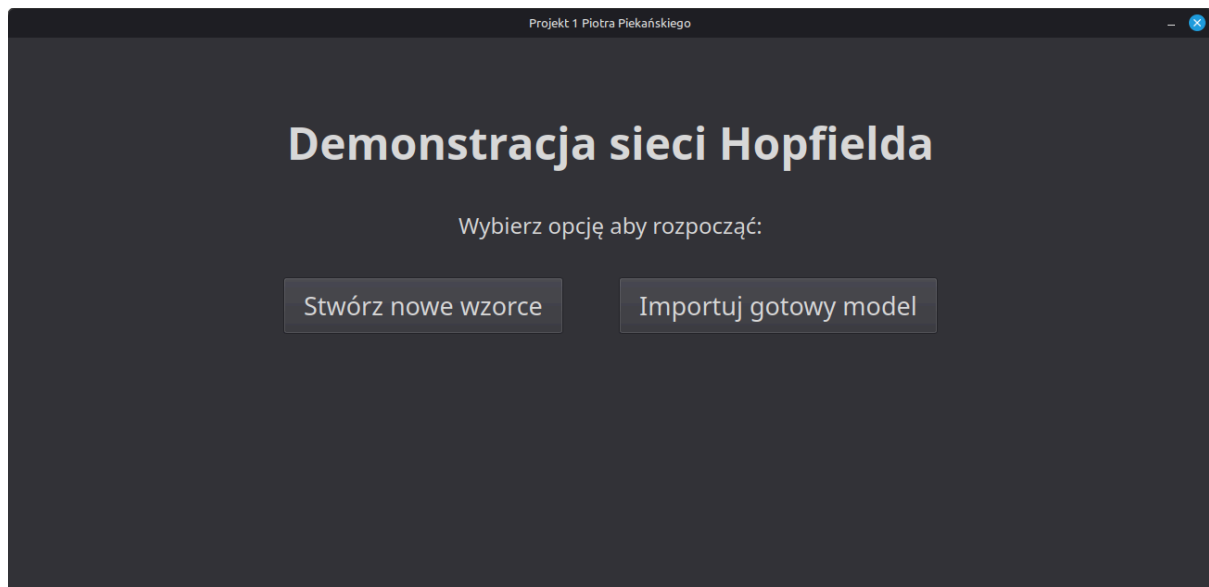 Projekt 1 Piotra Piekańskiego
Demonstracja sieci Hopfielda
Wybierz opcję aby rozpocząć:
Stwórz nowe wzorce
Importuj gotowy model